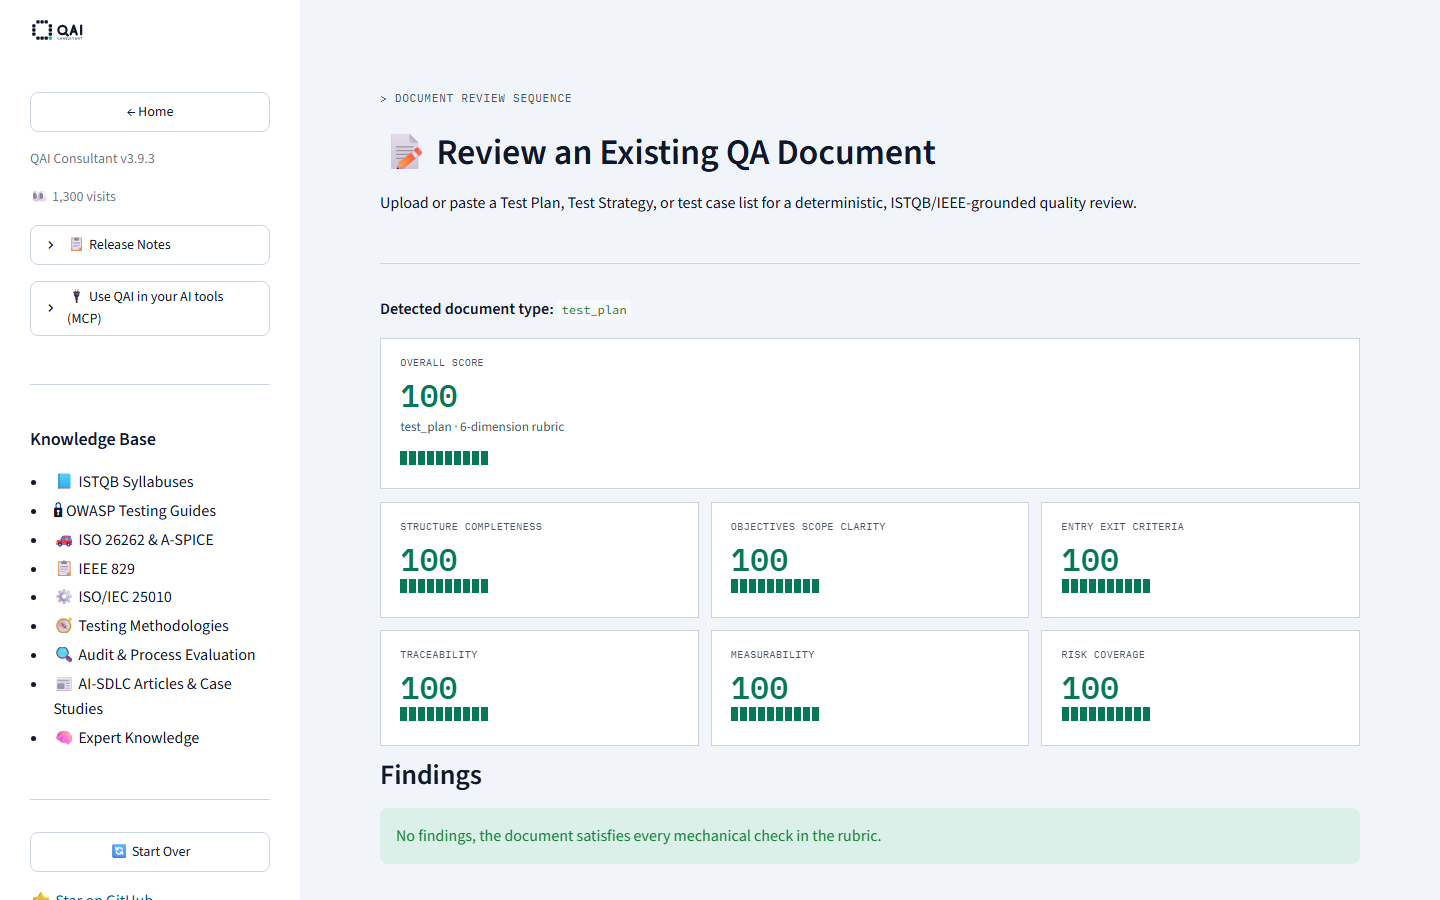 QAI
CONSULTANT
← Home
QAI Consultant v3.9.3
1,300 visits
Release Notes
Use QAI in your AI tools
(MCP)
Knowledge Base
ISTQB Syllabuses
OWASP Testing Guides
ISO 26262 & A-SPICE
IEEE 829
ISO/IEC 25010
Testing Methodologies
Audit & Process Evaluation
AI-SDLC Articles & Case
Studies
Expert Knowledge
Start Over
Star on GitHub
> DOCUMENT REVIEW SEQUENCE
Review an Existing QA Document
Upload or paste a Test Plan, Test Strategy, or test case list for a deterministic, ISTQB/IEEE-grounded quality review.
Detected document type: test_plan
OVERALL SCORE
100
test_plan · 6-dimension rubric
STRUCTURE COMPLETENESS
100
OBJECTIVES SCOPE CLARITY
100
ENTRY EXIT CRITERIA
100
TRACEABILITY
100
MEASURABILITY
100
RISK COVERAGE
100
Findings
No findings, the document satisfies every mechanical check in the rubric.